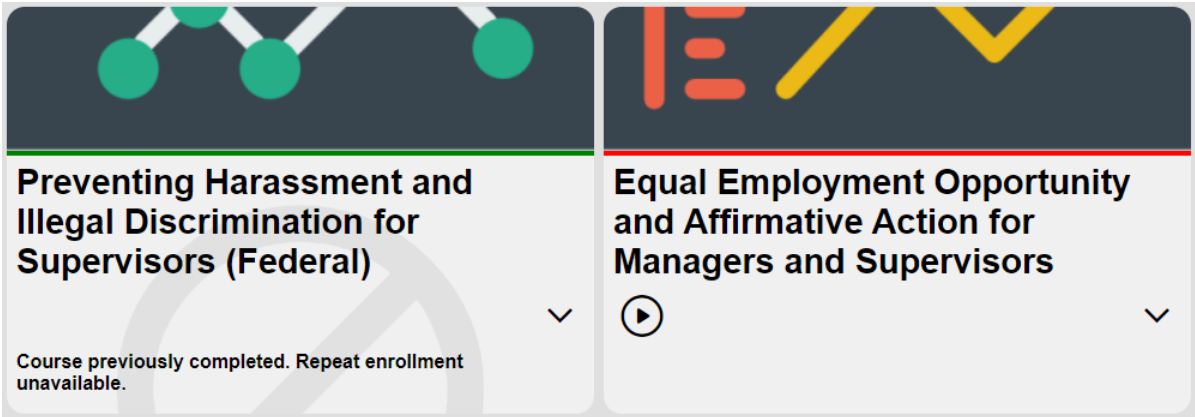 Preventing Harassment and
Illegal Discrimination for
Supervisors (Federal)
Course previously completed. Repeat enrollment
unavailable.
Equal Employment Opportunity
and Affirmative Action for
Managers and Supervisors